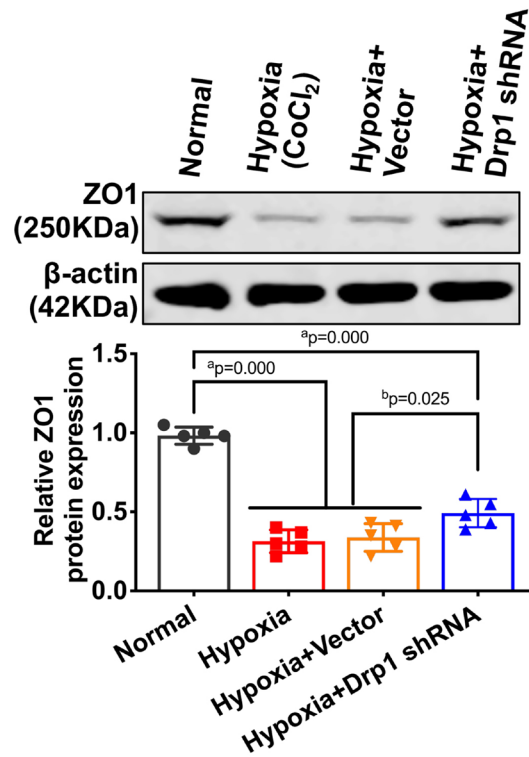 Normal
Hypoxia
(CoCl₂)
Hypoxia+
Vector
Hypoxia+
Drp1 shRNA
ZO1
(250KDa)
β-actin
(42KDa)
ᵃp=0.000
ᵃp=0.000
ᵇp=0.025
Relative ZO1
protein expression
1.5
1.0
0.5
0.0
Normal
Hypoxia
Hypoxia+Vector
Hypoxia+Drp1 shRNA